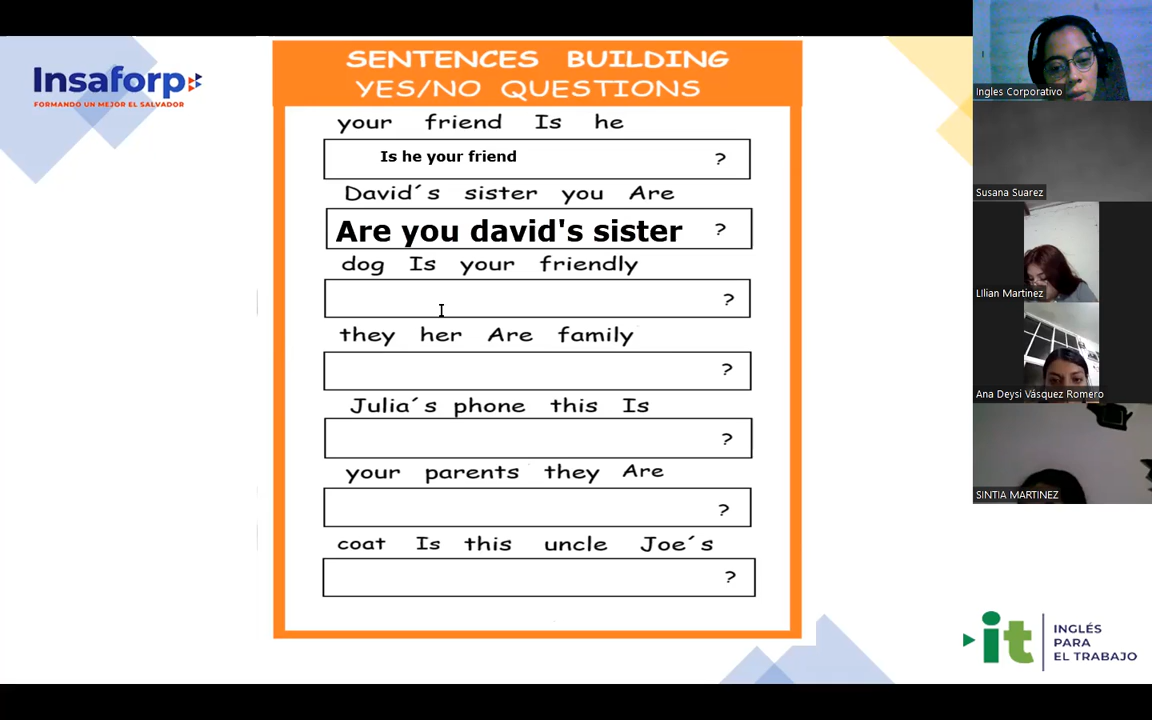 Insaforp
FORMANDO UN MEJOR EL SALVADOR
SENTENCES BUILDING
YES/NO QUESTIONS
your friend Is he
Is he your friend ?
David´s sister you Are
Are you david's sister ?
dog Is your friendly
?
they her Are family
?
Julia´s phone this Is
?
your parents they Are
?
coat Is this uncle Joe´s
?
Ingles Corporativo
Susana Suarez
LIlian Martinez
Ana Deysi Vásquez Romero
SINTIA MARTINEZ
it
INGLÉS
PARA
EL TRABAJO